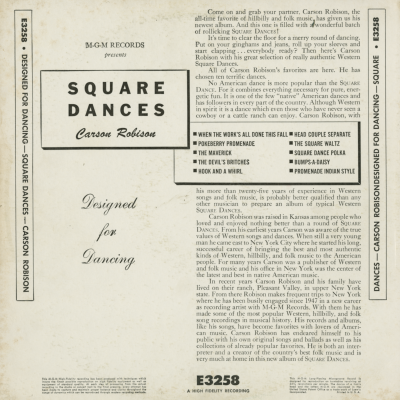 E3258 • DESIGNED FOR DANCING — SQUARE DANCES — CARSON ROBISON
M-G-M RECORDS
presents
SQUARE
DANCES
Carson Robison
Designed
for
Dancing
Come on and grab your partner, Carson Robison, the
all-time favorite of hillbilly and folk music, has given us his
newest album. And this one is filled with a wonderful batch
of rollicking SQUARE DANCES!
It's time to clear the floor for a merry round of dancing.
Put on your ginghams and jeans, roll up your sleeves and
start clapping . . . everybody ready? Then here's Carson
Robison with his great selection of really authentic Western
Square Dances.
All of Carson Robison's favorites are here. He has
chosen ten terrific dances.
No American dance is more popular than the SQUARE
DANCE. For it combines everything necessary for pure, ener-
getic fun. It is one of the few "native" American dances and
has followers in every part of the country. Although Western
in spirit it is a dance which even those who have never seen a
cowboy or a cattle ranch can enjoy. Carson Robison, with
• WHEN THE WORK'S ALL DONE THIS FALL
• POKEBERRY PROMENADE
• THE MAVERICK
• THE DEVIL'S BRITCHES
• HOOK AND A WHIRL
• HEAD COUPLE SEPARATE
• THE SQUARE WALTZ
• SQUARE DANCE POLKA
• BUMPS-A-DAISY
• PROMENADE INDIAN STYLE
his more than twenty-five years of experience in Western
songs and folk music, is probably better qualified than any
other musician to prepare an album of typical Western
SQUARE DANCES.
Carson Robison was raised in Kansas among people who
loved and enjoyed nothing better than a round of SQUARE
DANCES. From his earliest years Carson was aware of the true
values of Western songs and dances. When still a very young
man he came east to New York City where he started his long,
successful career of bringing the best and most authentic
kinds of Western, hillbilly, and folk music to the American
people. For many years Carson was a publisher of Western
and folk music and his office in New York was the center of
the latest and best in native American music.
In recent years Carson Robison and his family have
lived on their ranch, Pleasant Valley, in upper New York
state. From there Robison makes frequent trips to New York
where he has been busily engaged since 1947 in a new career
as recording artist with M-G-M Records. With them he has
made some of the most popular Western, hillbilly, and folk
song recordings in musical history. His records and albums,
like his songs, have become favorites with lovers of Ameri-
can music. Carson Robison has endeared himself to his
public with his own original songs and ballads as well as his
collections of already popular favorites. He is both an inter-
preter and a creator of the country's best folk music and is
very much at home in this new album of SQUARE DANCES.
E3258
A HIGH FIDELITY RECORDING
DANCES — CARSON ROBISON DESIGNED FOR DANCING — SQUARE • E3258